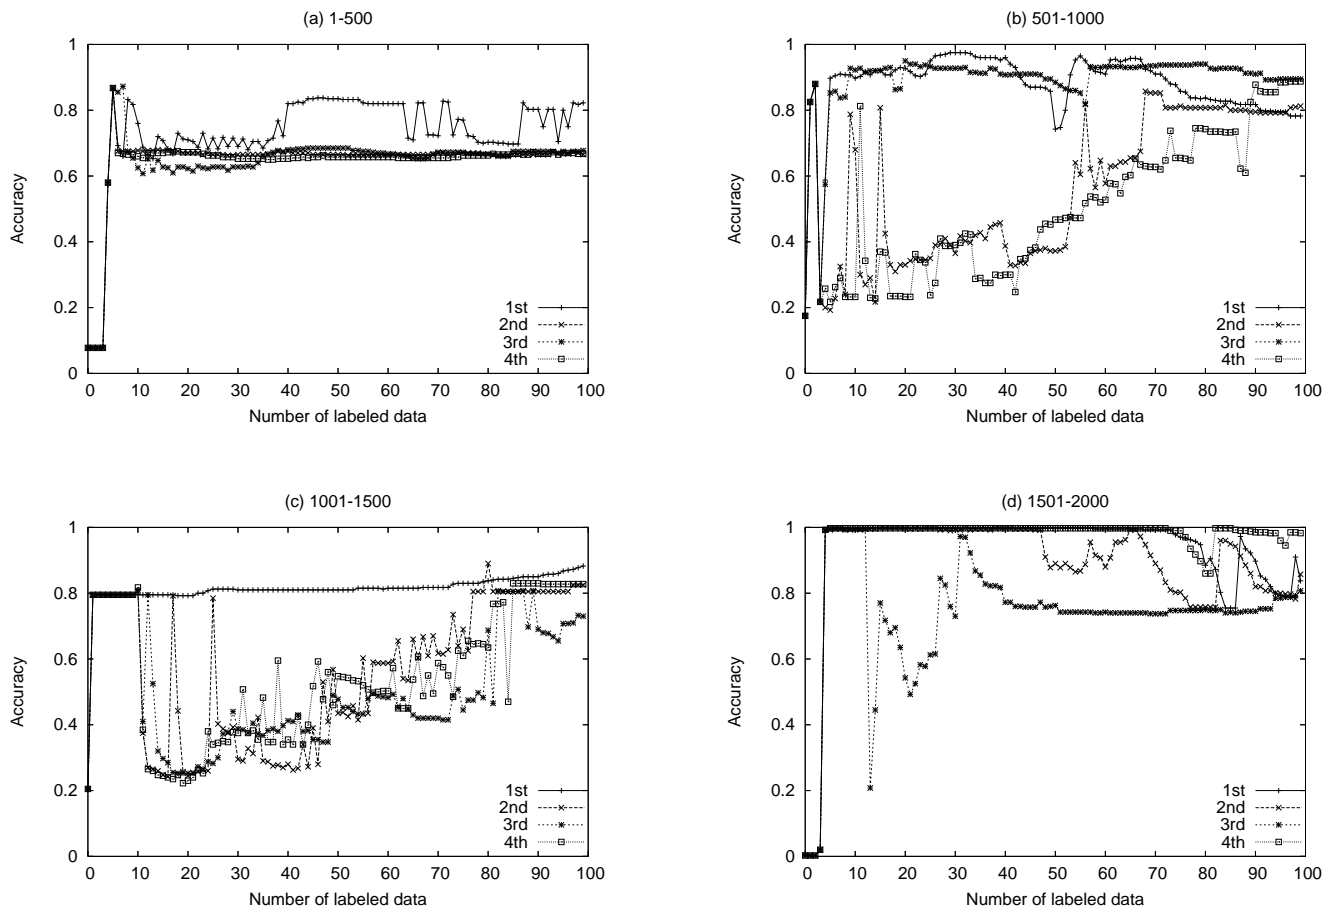 (a) 1-500
1
0.8
0.6
0.4
0.2
0
Accuracy
1st
2nd
3rd
4th
0 10 20 30 40 50 60 70 80 90 100
Number of labeled data
(b) 501-1000
1
0.8
0.6
0.4
0.2
0
Accuracy
1st
2nd
3rd
4th
0 10 20 30 40 50 60 70 80 90 100
Number of labeled data
(c) 1001-1500
1
0.8
0.6
0.4
0.2
0
Accuracy
1st
2nd
3rd
4th
0 10 20 30 40 50 60 70 80 90 100
Number of labeled data
(d) 1501-2000
1
0.8
0.6
0.4
0.2
0
Accuracy
1st
2nd
3rd
4th
0 10 20 30 40 50 60 70 80 90 100
Number of labeled data